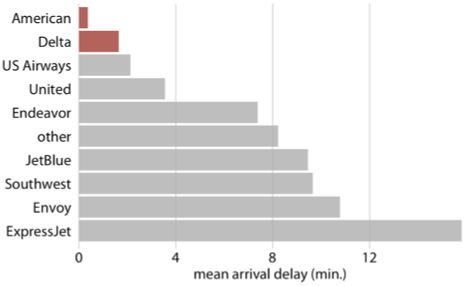 American
Delta
US Airways
United
Endeavor
other
JetBlue
Southwest
Envoy
ExpressJet
0 4 8 12
mean arrival delay (min.)